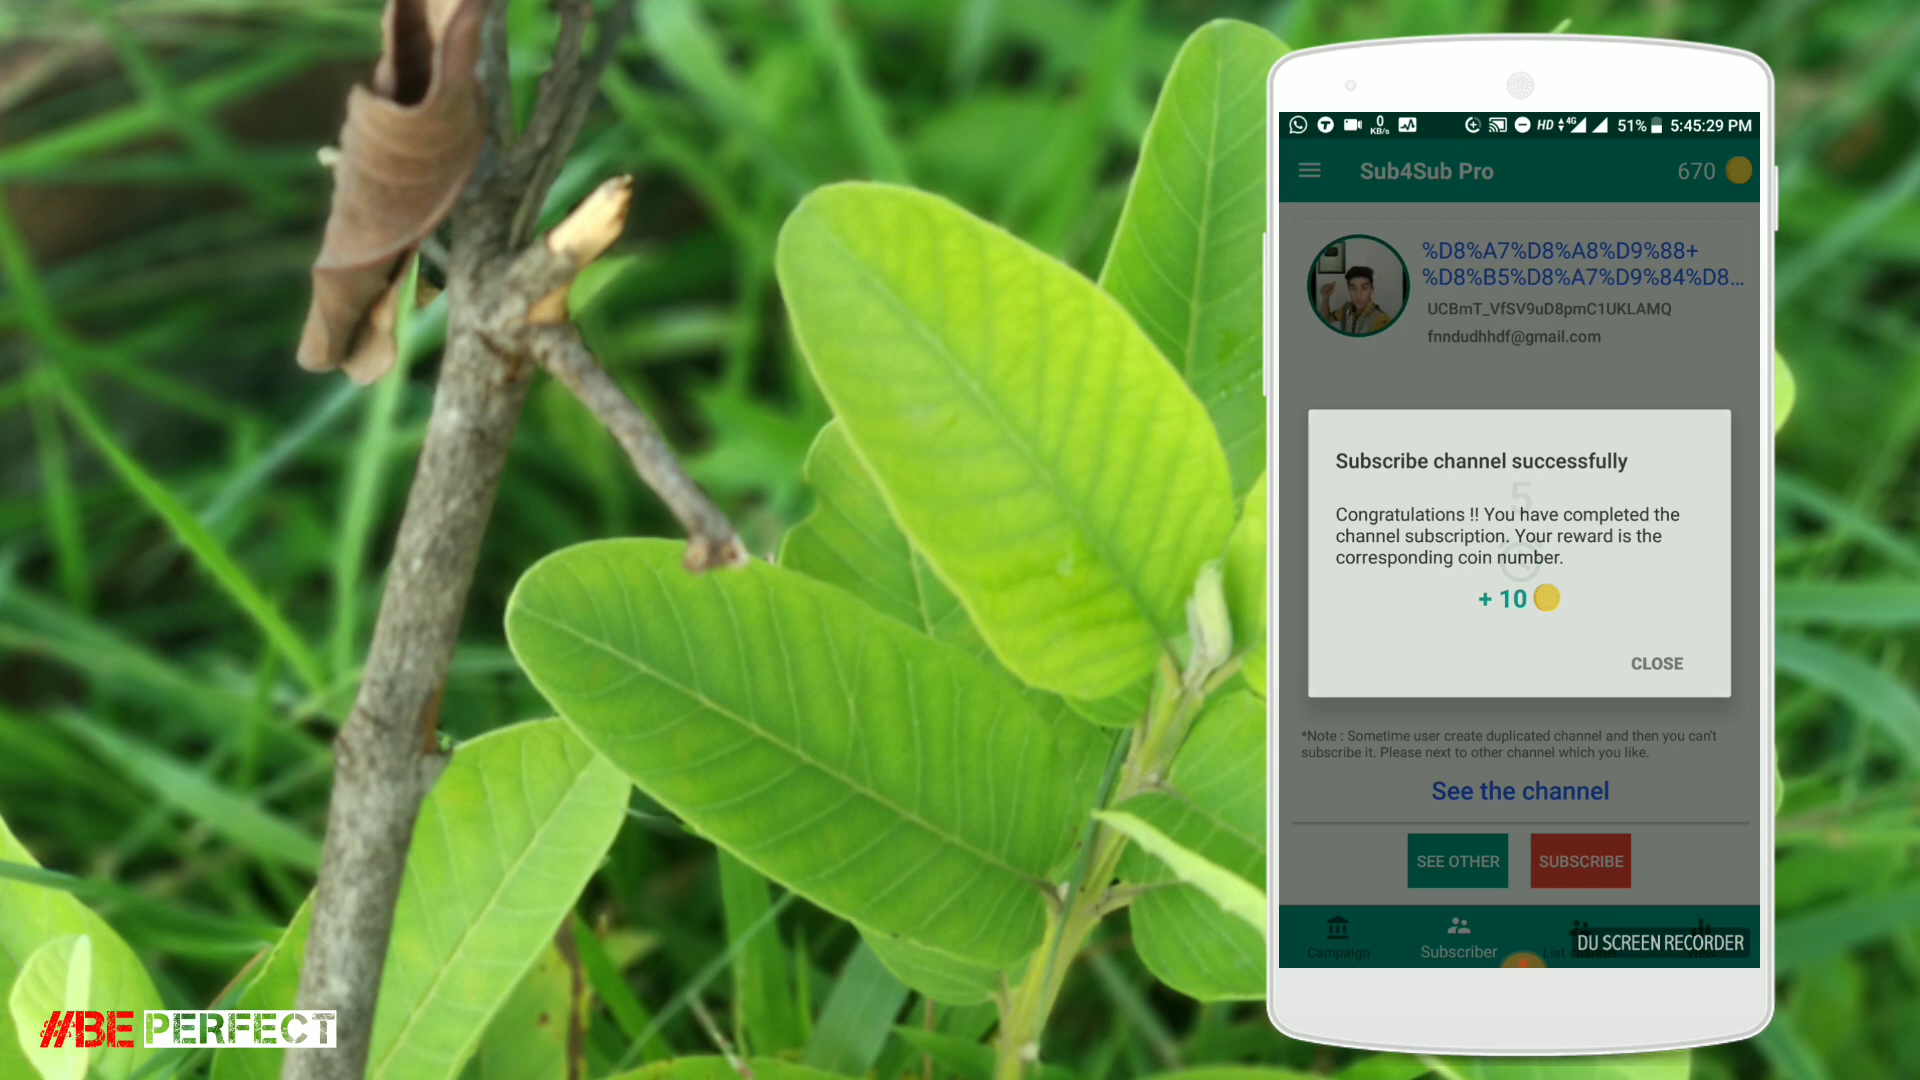 0
KB/s
HD 4G 51% 5:45:29 PM
Sub4Sub Pro
670
%D8%A7%D8%A8%D9%88+
%D8%B5%D8%A7%D9%84%D8...
UCBmT_VfSV9uD8pmC1UKLAMQ
fnndudhhdf@gmail.com
Subscribe channel successfully
5
Congratulations !! You have completed the
channel subscription. Your reward is the
corresponding coin number.
+ 10
CLOSE
*Note : Sometime user create duplicated channel and then you can't
subscribe it. Please next to other channel which you like.
See the channel
SEE OTHER
SUBSCRIBE
Campaign
Subscriber
List
DU SCREEN RECORDER
//BE PERFECT